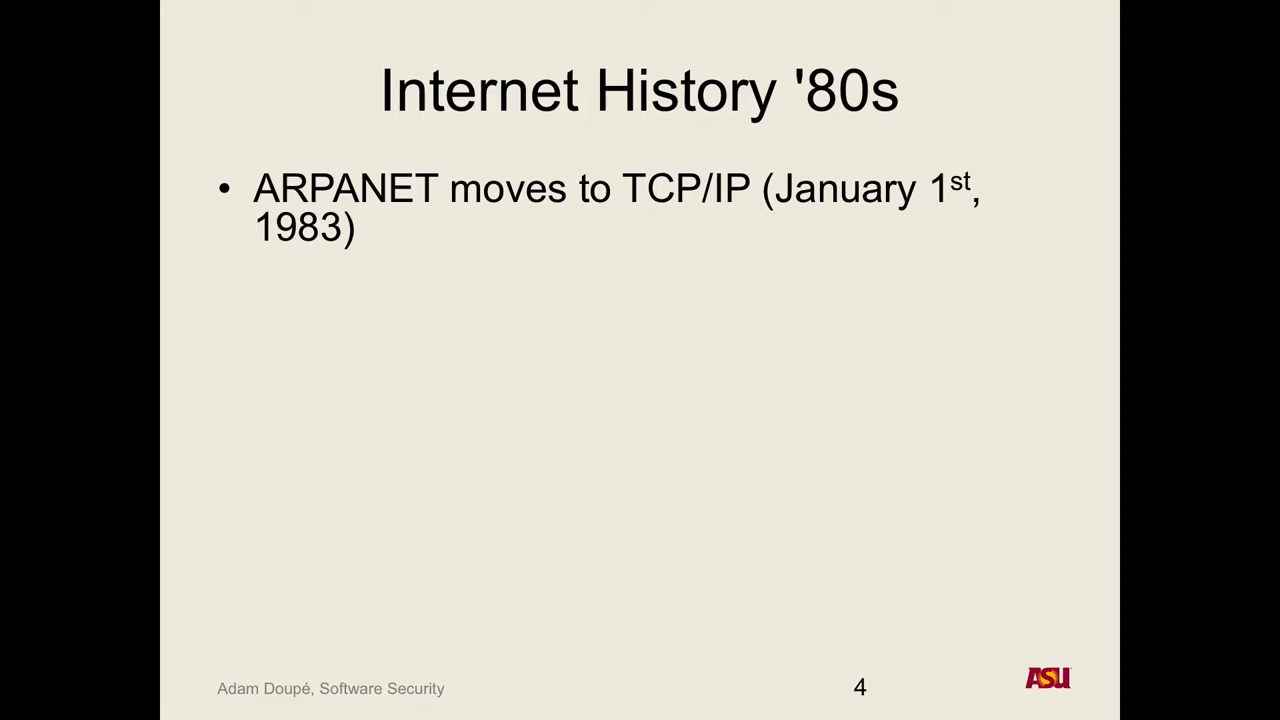 Internet History '80s
• ARPANET moves to TCP/IP (January 1st,
1983)
Adam Doupé, Software Security
4
ASU